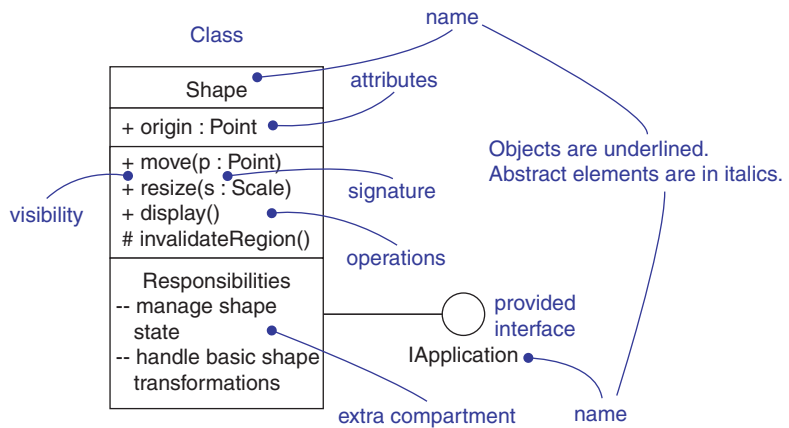 name
Class
Shape
attributes
+ origin : Point
Objects are underlined.
Abstract elements are in italics.
+ move(p : Point)
+ resize(s : Scale)
signature
visibility
+ display()
# invalidateRegion()
operations
Responsibilities
-- manage shape
state
-- handle basic shape
transformations
provided
interface
IApplication
extra compartment
name